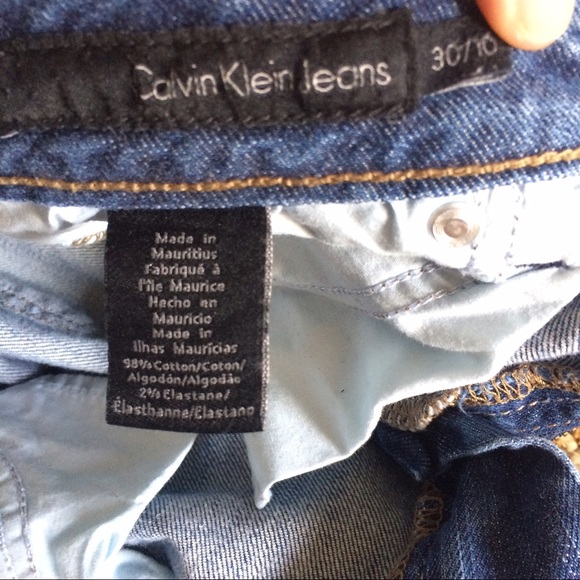 Calvin Klein Jeans
30/10
Made in
Mauritius
Fabriqué à
l'Île Maurice
Hecho en
Mauricio
Made in
Ilhas Maurícias
98% Cotton/Coton/
Algodón/Algodão
2% Elastane/
Élasthanne/Elastano